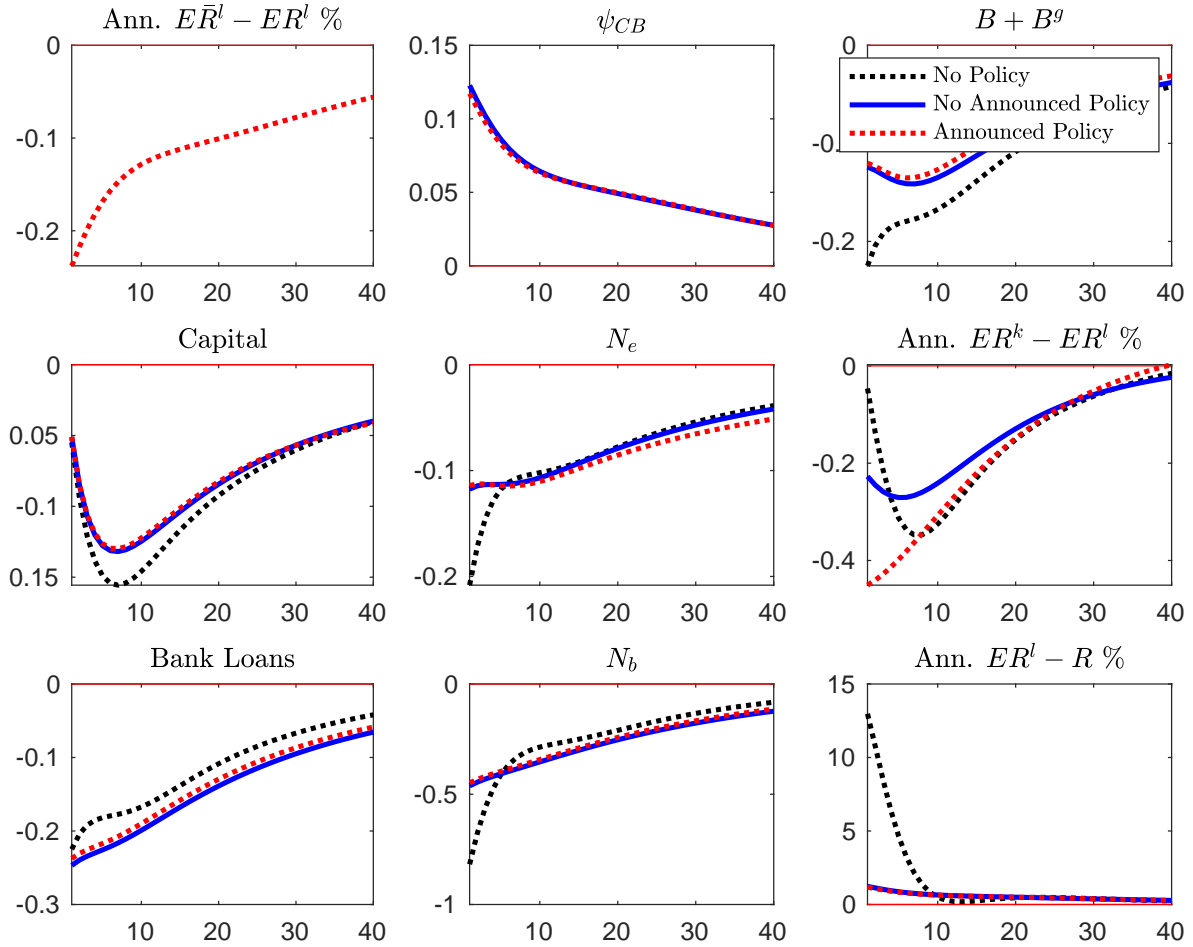 Ann. $E\bar{R}^l - ER^l$ %
0
-0.1
-0.2
10 20 30 40
$\psi_{CB}$
0.15
0.1
0.05
0
10 20 30 40
$B + B^g$
0
-0.
-0.2
10 20 30 40
No Policy
No Announced Policy
Announced Policy
Capital
0
0.05
-0.1
0.15
10 20 30 40
$N_e$
0
-0.1
-0.2
10 20 30 40
Ann. $ER^k - ER^l$ %
0
-0.2
-0.4
10 20 30 40
Bank Loans
0
-0.1
-0.2
-0.3
10 20 30 40
$N_b$
0
-0.5
-1
10 20 30 40
Ann. $ER^l - R$ %
15
10
5
0
10 20 30 40